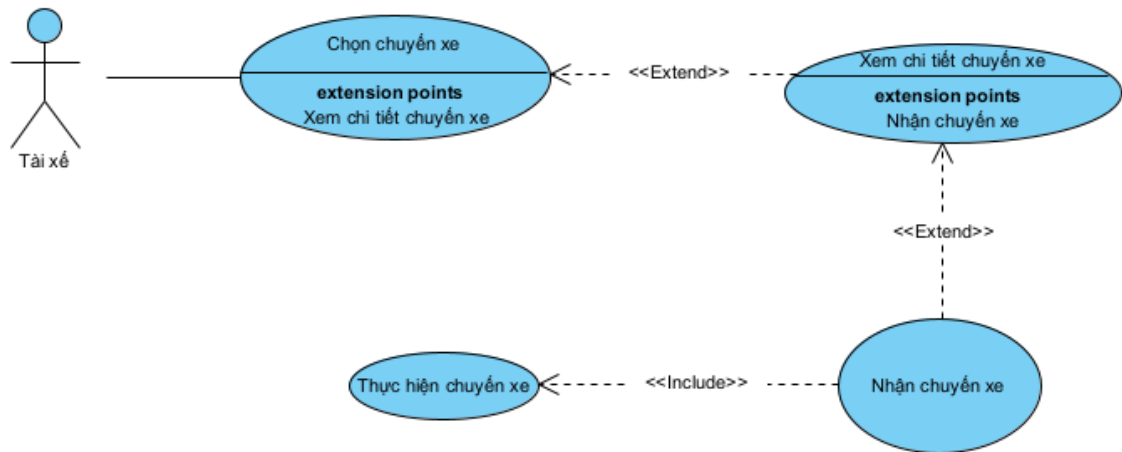 Chọn chuyến xe
extension points
Xem chi tiết chuyến xe
<<Extend>>
Xem chi tiết chuyến xe
extension points
Nhận chuyến xe
Tài xế
<<Extend>>
Thực hiện chuyến xe
<<Include>>
Nhận chuyến xe